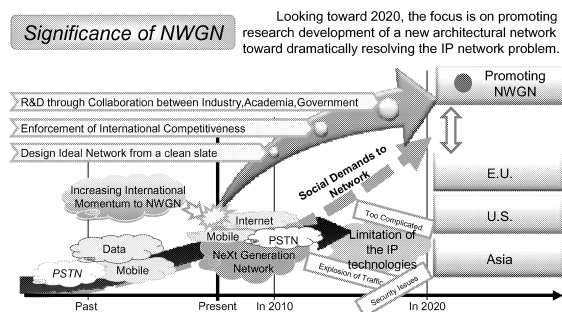 Significance of NWGN
Looking toward 2020, the focus is on promoting
research development of a new architectural network
toward dramatically resolving the IP network problem.
Promoting
NWGN
R&D through Collaboration between Industry,Academia,Government
Enforcement of International Competitiveness
Design Ideal Network from a clean slate
Social Demands to
Network
E.U.
U.S.
Asia
Increasing International
Momentum to NWGN
Internet
Mobile
PSTN
NeXt Generation
Network
Data
PSTN
Mobile
Too Complicated
Limitation of
the IP
technologies
Explosion of Traffic
Security Issues
Past
Present
In 2010
In 2020